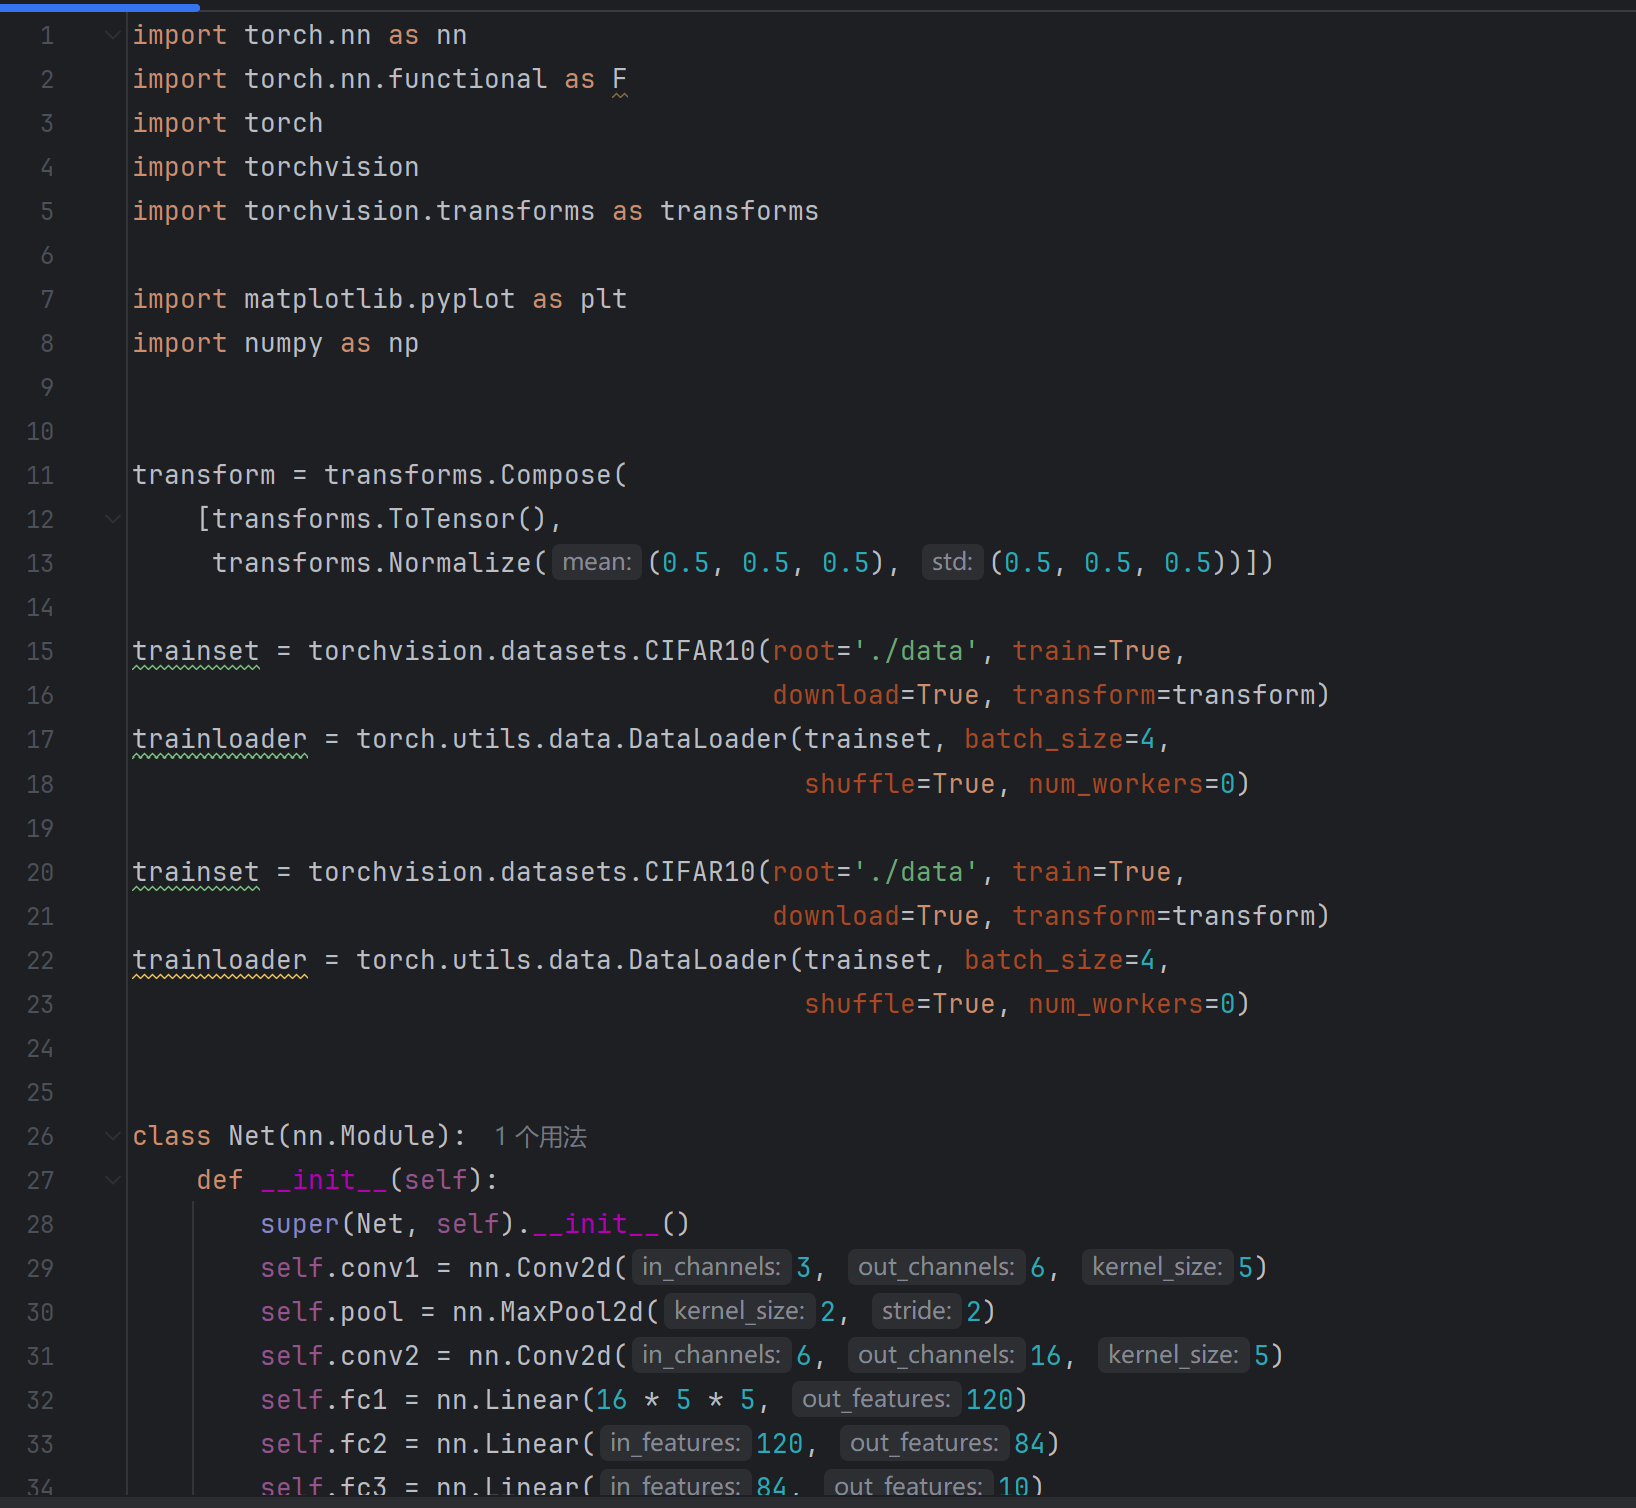 1 import torch.nn as nn
2 import torch.nn.functional as F
3 import torch
4 import torchvision
5 import torchvision.transforms as transforms
6
7 import matplotlib.pyplot as plt
8 import numpy as np
9
10
11 transform = transforms.Compose(
12     [transforms.ToTensor(),
13      transforms.Normalize( mean: (0.5, 0.5, 0.5),  std: (0.5, 0.5, 0.5))])
14
15 trainset = torchvision.datasets.CIFAR10(root='./data', train=True,
16                                         download=True, transform=transform)
17 trainloader = torch.utils.data.DataLoader(trainset, batch_size=4,
18                                           shuffle=True, num_workers=0)
19
20 trainset = torchvision.datasets.CIFAR10(root='./data', train=True,
21                                         download=True, transform=transform)
22 trainloader = torch.utils.data.DataLoader(trainset, batch_size=4,
23                                           shuffle=True, num_workers=0)
24
25
26 class Net(nn.Module):  1 个用法
27     def __init__(self):
28         super(Net, self).__init__()
29         self.conv1 = nn.Conv2d( in_channels: 3,  out_channels: 6,  kernel_size: 5)
30         self.pool = nn.MaxPool2d( kernel_size: 2,  stride: 2)
31         self.conv2 = nn.Conv2d( in_channels: 6,  out_channels: 16,  kernel_size: 5)
32         self.fc1 = nn.Linear(16 * 5 * 5,  out_features: 120)
33         self.fc2 = nn.Linear( in_features: 120,  out_features: 84)
34         self.fc3 = nn.Linear( in_features: 84,  out_features: 10)